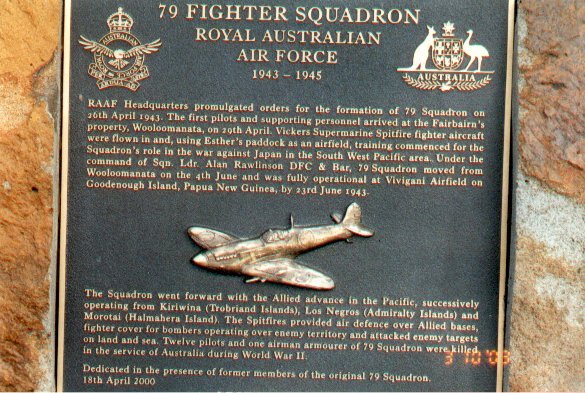 79 FIGHTER SQUADRON
ROYAL AUSTRALIAN
AIR FORCE
1943 – 1945
AUSTRALIA
RAAF Headquarters promulgated orders for the formation of 79 Squadron on
26th April 1943. The first pilots and supporting personnel arrived at the Fairbairn's
property, Wooloomanata, on 29th April. Vickers Supermarine Spitfire fighter aircraft
were flown in and, using Esther's paddock as an airfield, training commenced for the
Squadron's role in the war against Japan in the South West Pacific area. Under the
command of Sqn. Ldr. Alan Rawlinson DFC & Bar, 79 Squadron moved from
Wooloomanata on the 4th June and was fully operational at Vivigani Airfield on
Goodenough Island, Papua New Guinea, by 23rd June 1943.
The Squadron went forward with the Allied advance in the Pacific, successively
operating from Kiriwina (Trobriand Islands), Los Negros (Admiralty Islands) and
Morotai (Halmahera Island). The Spitfires provided air defence over Allied bases,
fighter cover for bombers operating over enemy territory and attacked enemy targets
on land and sea. Twelve pilots and one airman armourer of 79 Squadron were killed
in the service of Australia during World War II.
Dedicated in the presence of former members of the original 79 Squadron.
18th April 2000